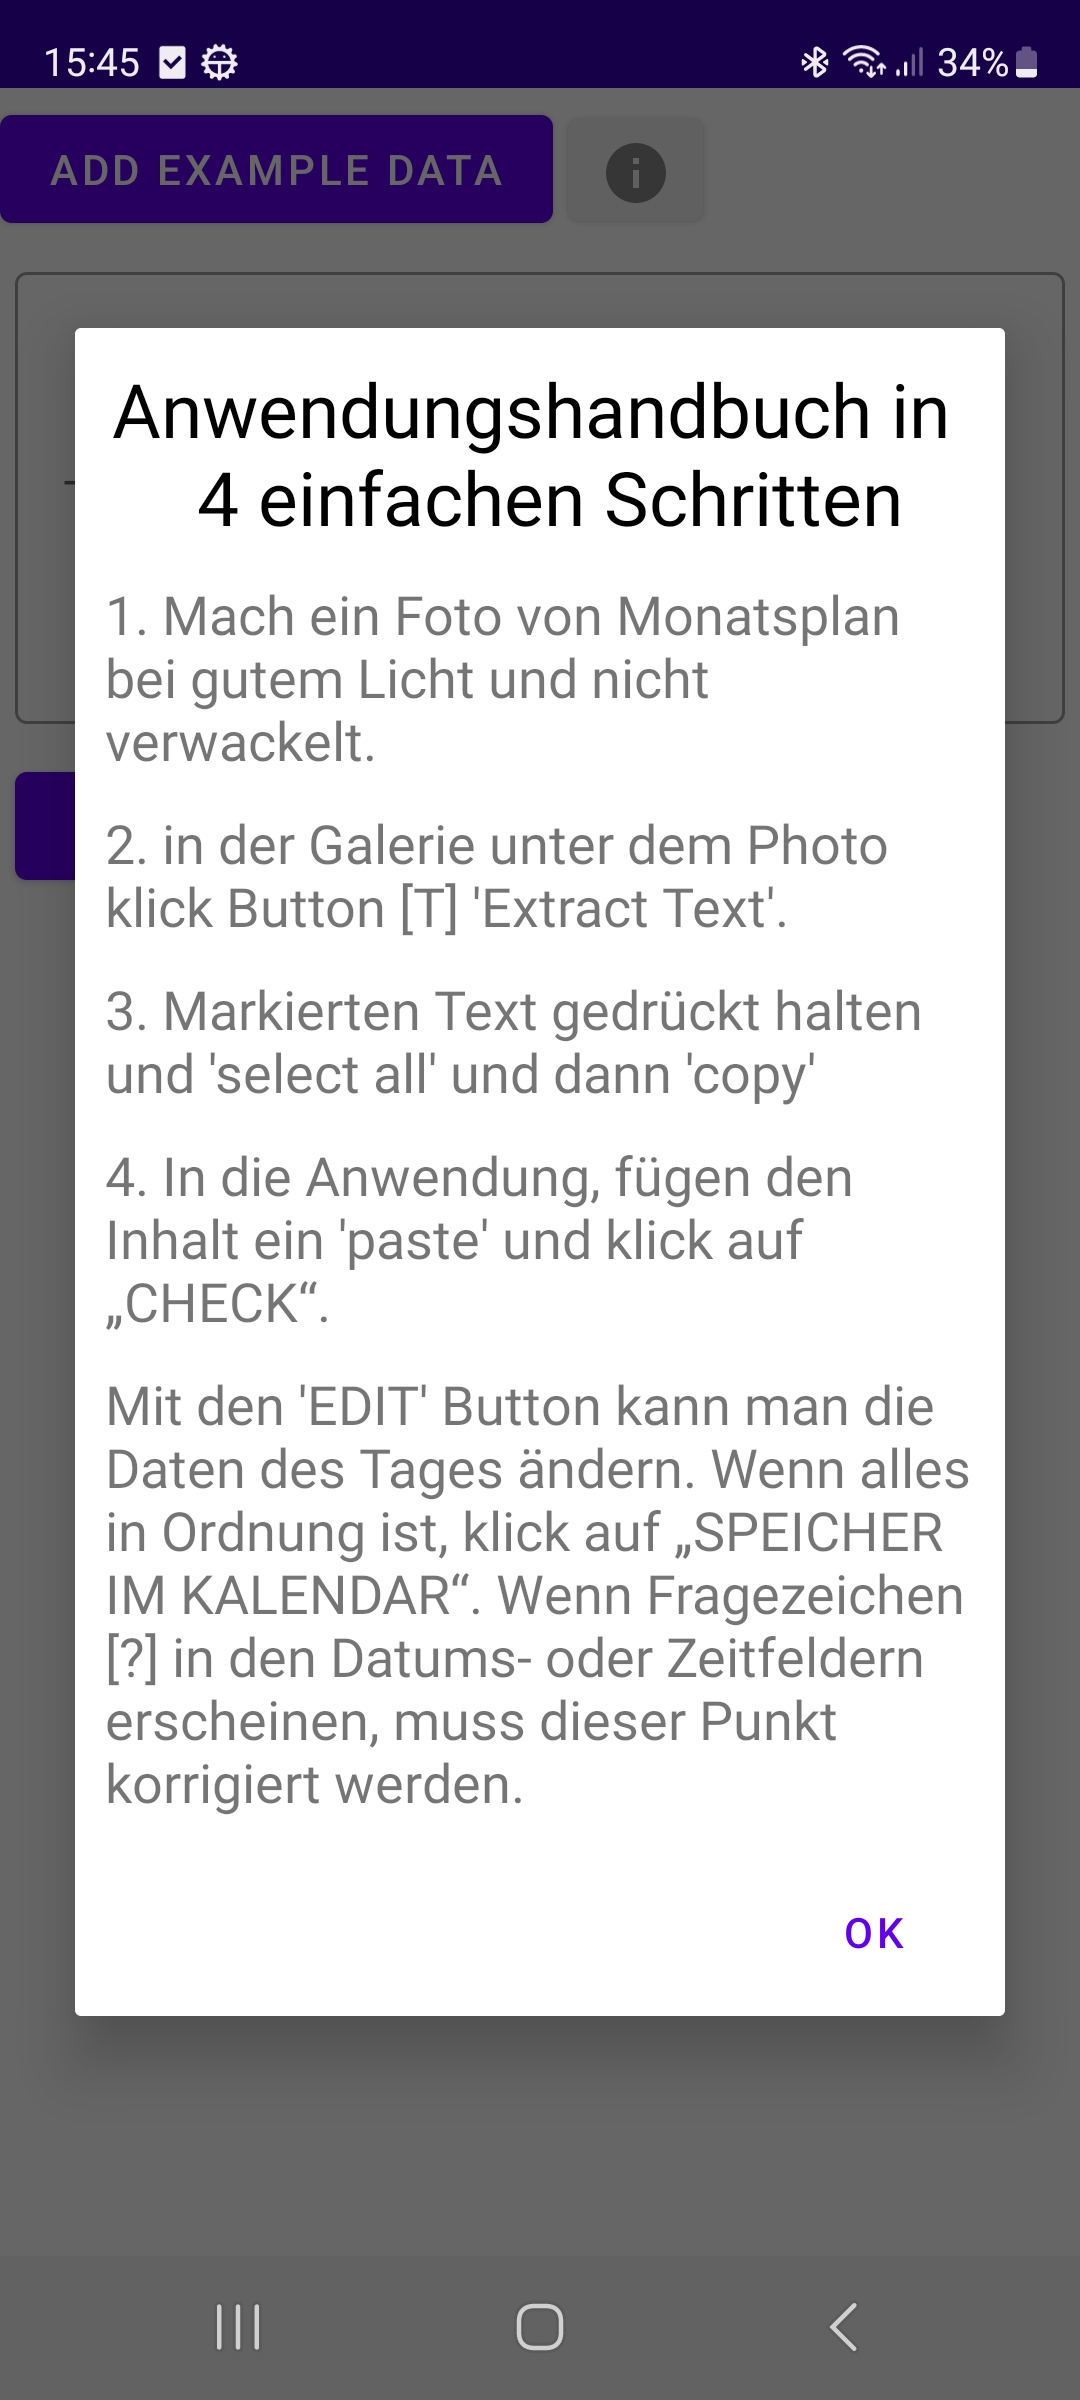 15:45
34%
ADD EXAMPLE DATA
Anwendungshandbuch in
4 einfachen Schritten
1. Mach ein Foto von Monatsplan
bei gutem Licht und nicht
verwackelt.
2. in der Galerie unter dem Photo
klick Button [T] 'Extract Text'.
3. Markierten Text gedrückt halten
und 'select all' und dann 'copy'
4. In die Anwendung, fügen den
Inhalt ein 'paste' und klick auf
„CHECK“.
Mit den 'EDIT' Button kann man die
Daten des Tages ändern. Wenn alles
in Ordnung ist, klick auf „SPEICHER
IM KALENDAR“. Wenn Fragezeichen
[?] in den Datums- oder Zeitfeldern
erscheinen, muss dieser Punkt
korrigiert werden.
OK